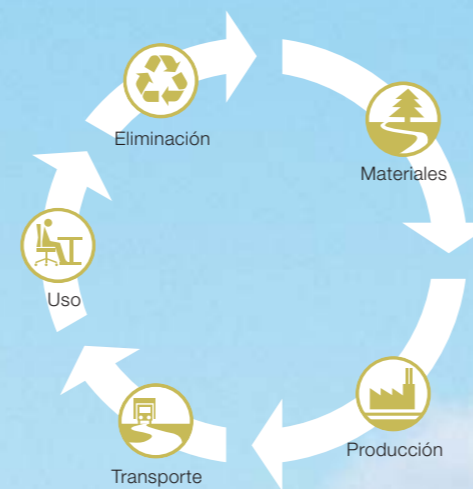 Eliminación
Materiales
Uso
Producción
Transporte